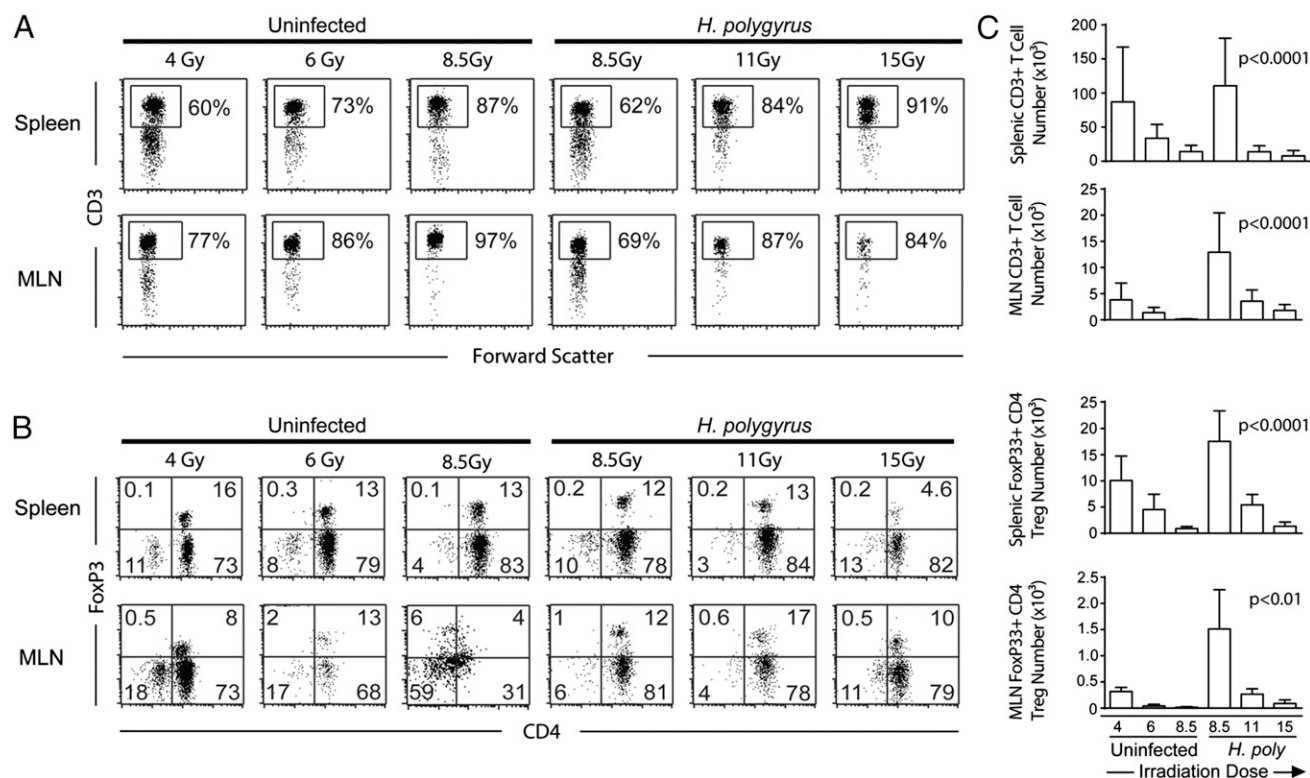 A
Uninfected
H. polygyrus
4 Gy
6 Gy
8.5Gy
8.5Gy
11Gy
15Gy
Spleen
60%
73%
87%
62%
84%
91%
CD3
MLN
77%
86%
97%
69%
87%
84%
Forward Scatter
B
Uninfected
H. polygyrus
4 Gy
6 Gy
8.5Gy
8.5Gy
11Gy
15Gy
Spleen
0.1 16
11 73
0.3 13
8 79
0.1 13
4 83
0.2 12
10 78
0.2 13
3 84
0.2 4.6
13 82
FoxP3
MLN
0.5 8
18 73
2 13
17 68
6 4
59 31
1 12
6 81
0.6 17
4 78
0.5 10
11 79
CD4
C
Splenic CD3+ T Cell
Number (x10³)
200
150
100
50
0
p<0.0001
MLN CD3+ T Cell
Number (x10³)
25
20
15
10
5
0
p<0.0001
Splenic FoxP33+ CD4
Treg Number (x10³)
25
20
15
10
5
0
p<0.0001
MLN FoxP33+ CD4
Treg Number (x10³)
2.5
2.0
1.5
1.0
0.5
0
p<0.01
4 6 8.5 8.5 11 15
Uninfected H. poly
Irradiation Dose